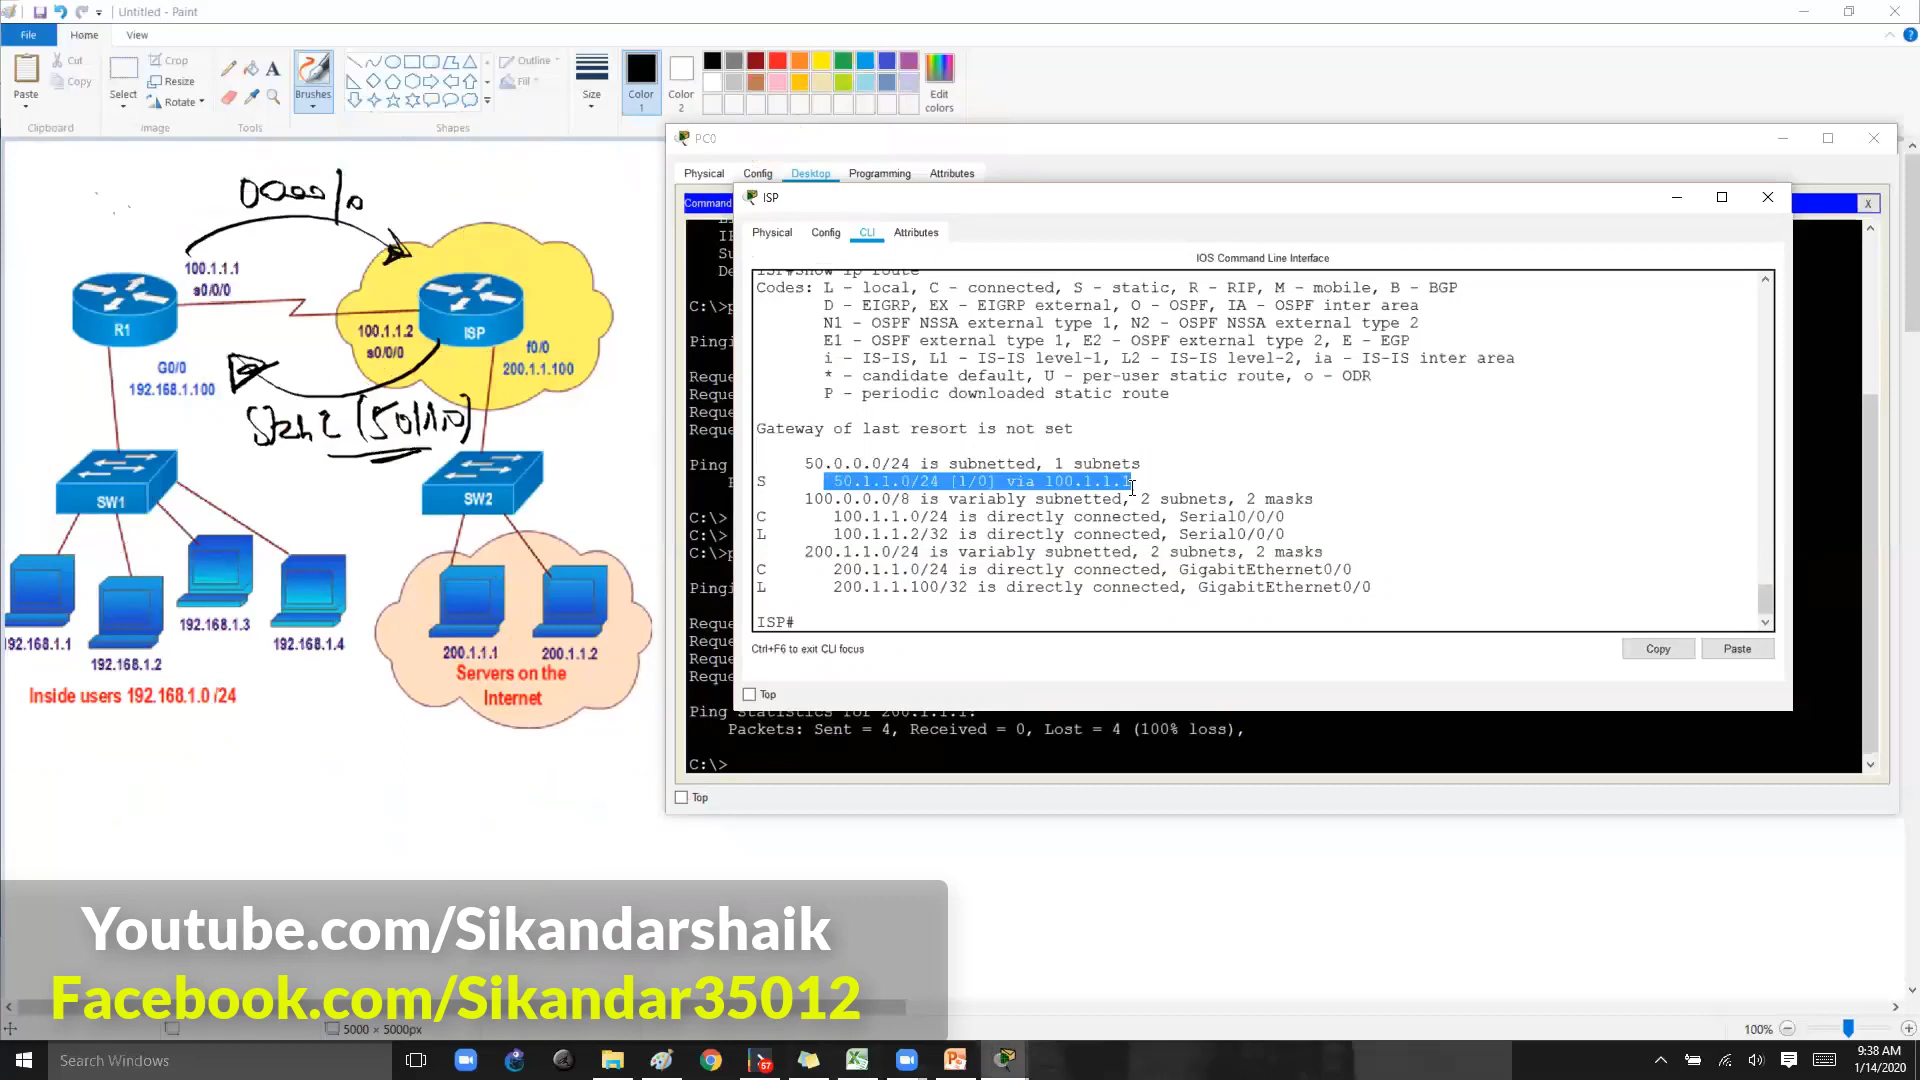 Untitled - Paint
File
Home
View
Paste
Cut
Copy
Clipboard
Select
Crop
Resize
Rotate
Image
Tools
Brushes
Outline
Fill
Shapes
Size
Color
1
Color
2
Edit
colors
100.1.1.1
s0/0/0
R1
100.1.1.2
s0/0/0
ISP
f0/0
200.1.1.100
G0/0
192.168.1.100
SW1
SW2
192.168.1.1
192.168.1.2
192.168.1.3
192.168.1.4
Inside users 192.168.1.0 /24
200.1.1.1
200.1.1.2
Servers on the
Internet
PC0
Physical
Config
Desktop
Programming
Attributes
Command
X
C:\>
C:\>
Packets: Sent = 4, Received = 0, Lost = 4 (100% loss),
C:\>
Top
ISP
Physical
Config
CLI
Attributes
IOS Command Line Interface
ISP#show ip route
Codes: L - local, C - connected, S - static, R - RIP, M - mobile, B - BGP
D - EIGRP, EX - EIGRP external, O - OSPF, IA - OSPF inter area
N1 - OSPF NSSA external type 1, N2 - OSPF NSSA external type 2
E1 - OSPF external type 1, E2 - OSPF external type 2, E - EGP
i - IS-IS, L1 - IS-IS level-1, L2 - IS-IS level-2, ia - IS-IS inter area
* - candidate default, U - per-user static route, o - ODR
P - periodic downloaded static route
Gateway of last resort is not set
50.0.0.0/24 is subnetted, 1 subnets
S 50.1.1.0/24 [1/0] via 100.1.1.1
100.0.0.0/8 is variably subnetted, 2 subnets, 2 masks
C 100.1.1.0/24 is directly connected, Serial0/0/0
L 100.1.1.2/32 is directly connected, Serial0/0/0
200.1.1.0/24 is variably subnetted, 2 subnets, 2 masks
C 200.1.1.0/24 is directly connected, GigabitEthernet0/0
L 200.1.1.100/32 is directly connected, GigabitEthernet0/0
ISP#
Ctrl+F6 to exit CLI focus
Copy
Paste
Top
Youtube.com/Sikandarshaik
Facebook.com/Sikandar35012
5000 × 5000px
100%
Search Windows
57
9:38 AM
1/14/2020